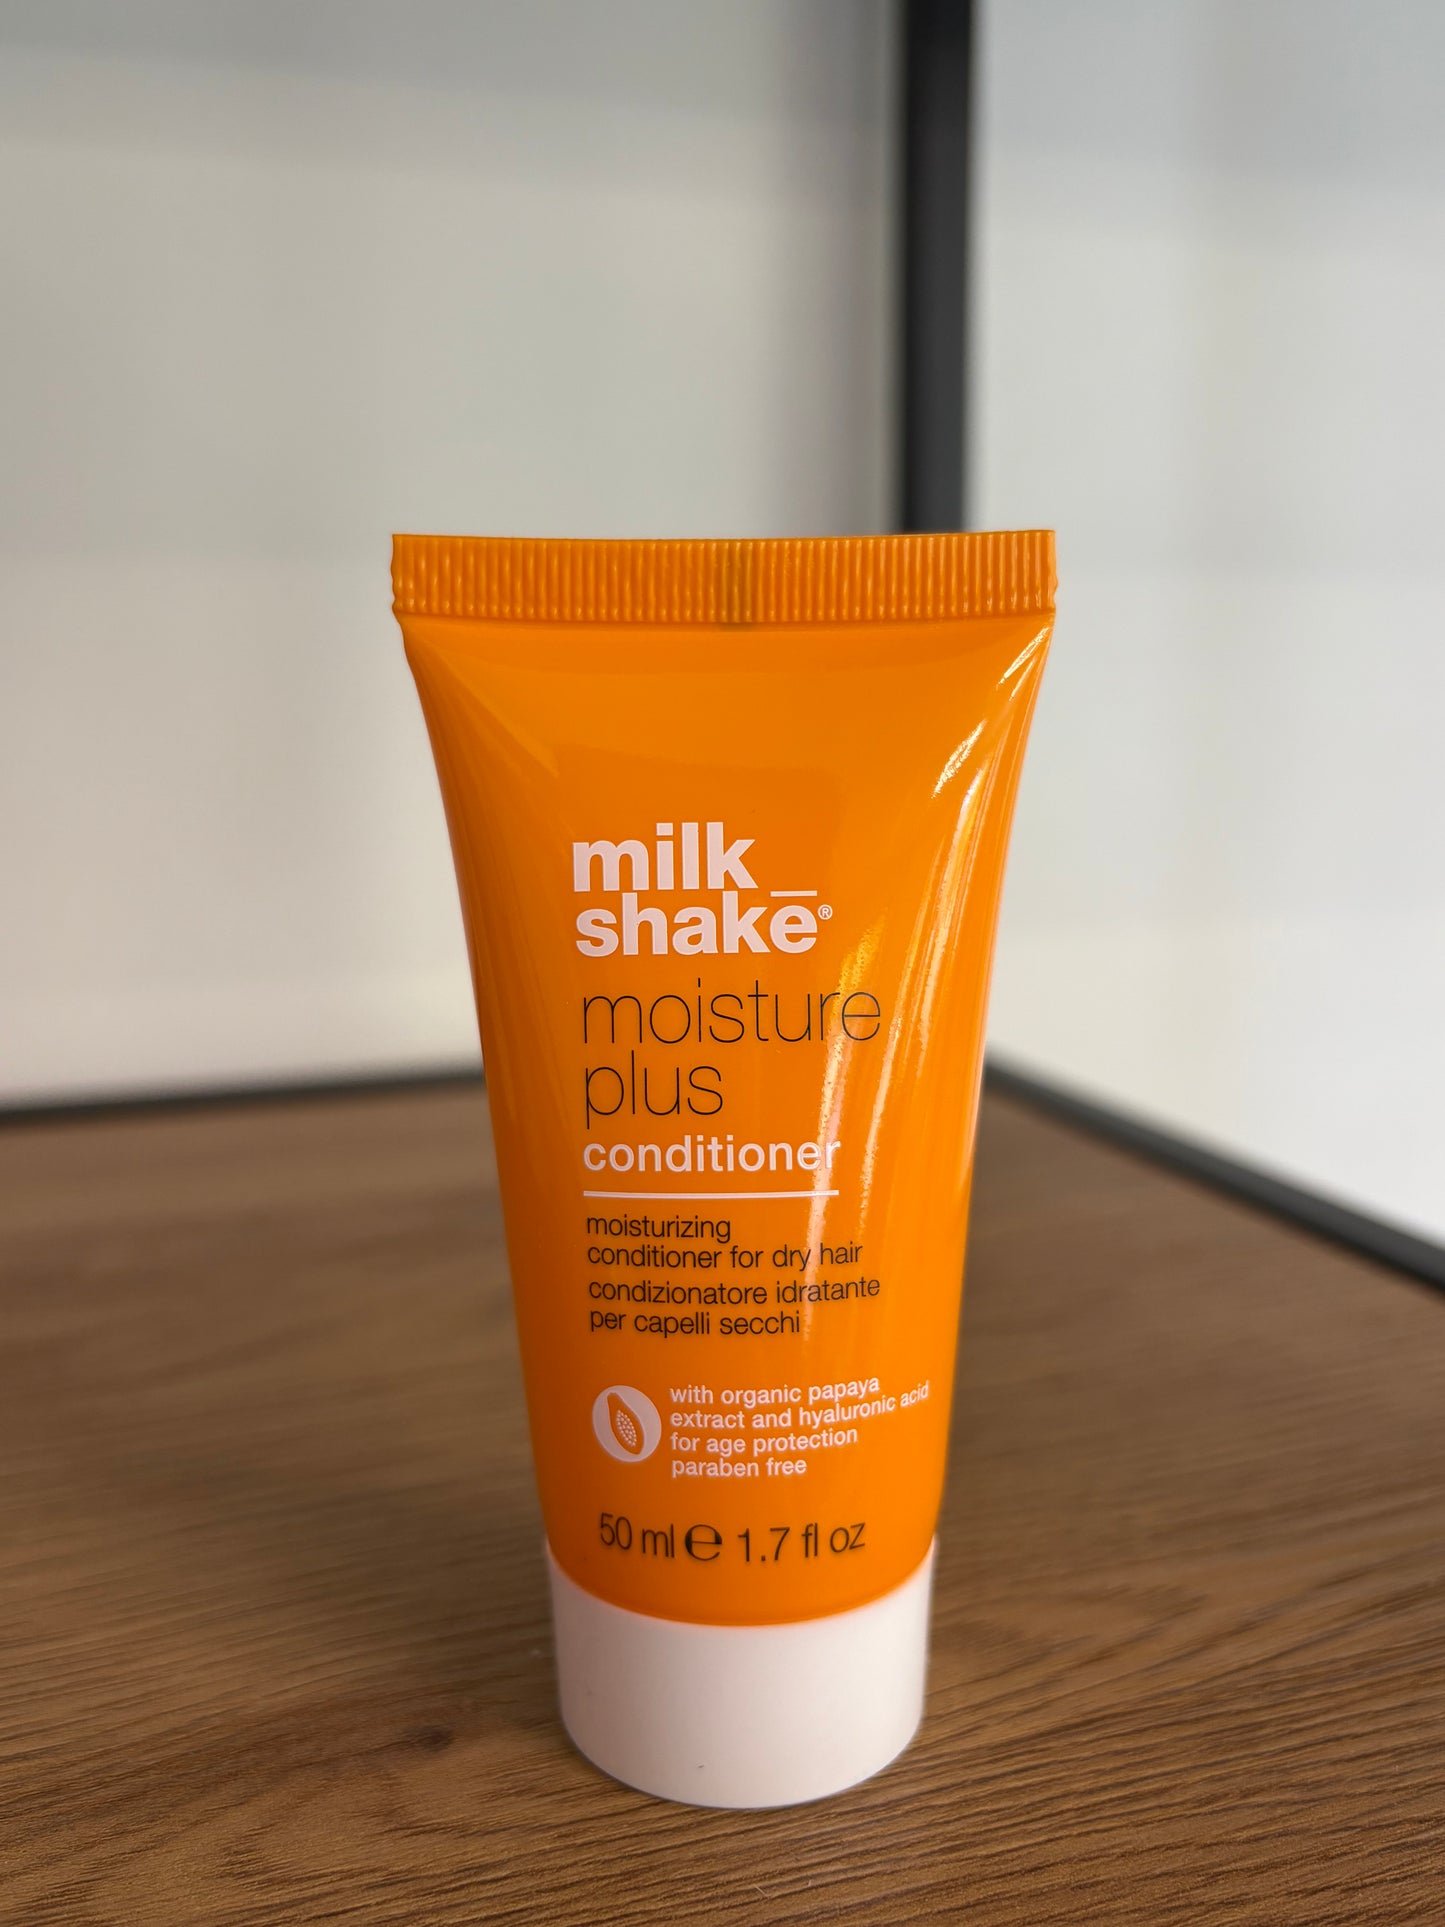 milk_
shakē®
moisture
plus
conditioner
moisturizing
conditioner for dry hair
condizionatore idratante
per capelli secchi
with organic papaya
extract and hyaluronic acid
for age protection
paraben free
50 ml ℮ 1.7 fl oz